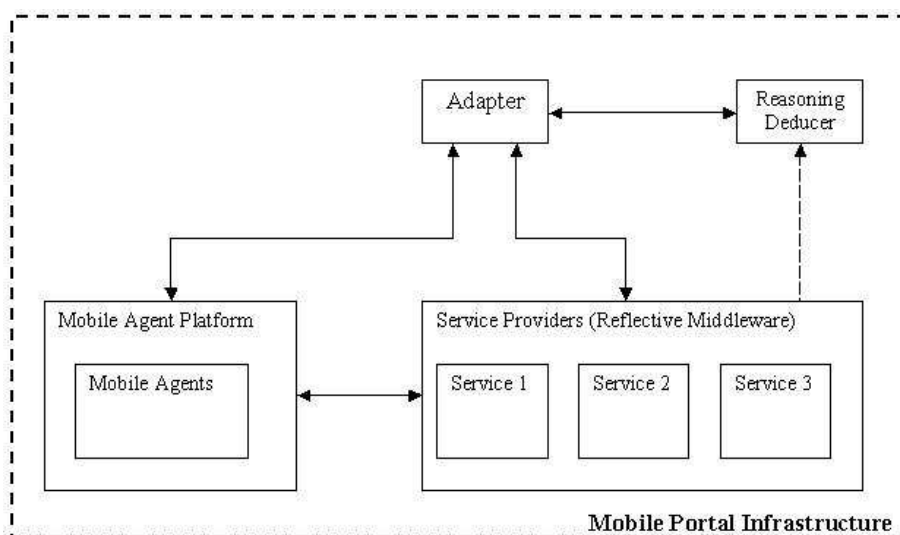 Adapter
Reasoning
Deducer
Mobile Agent Platform
Mobile Agents
Service Providers (Reflective Middleware)
Service 1
Service 2
Service 3
Mobile Portal Infrastructure